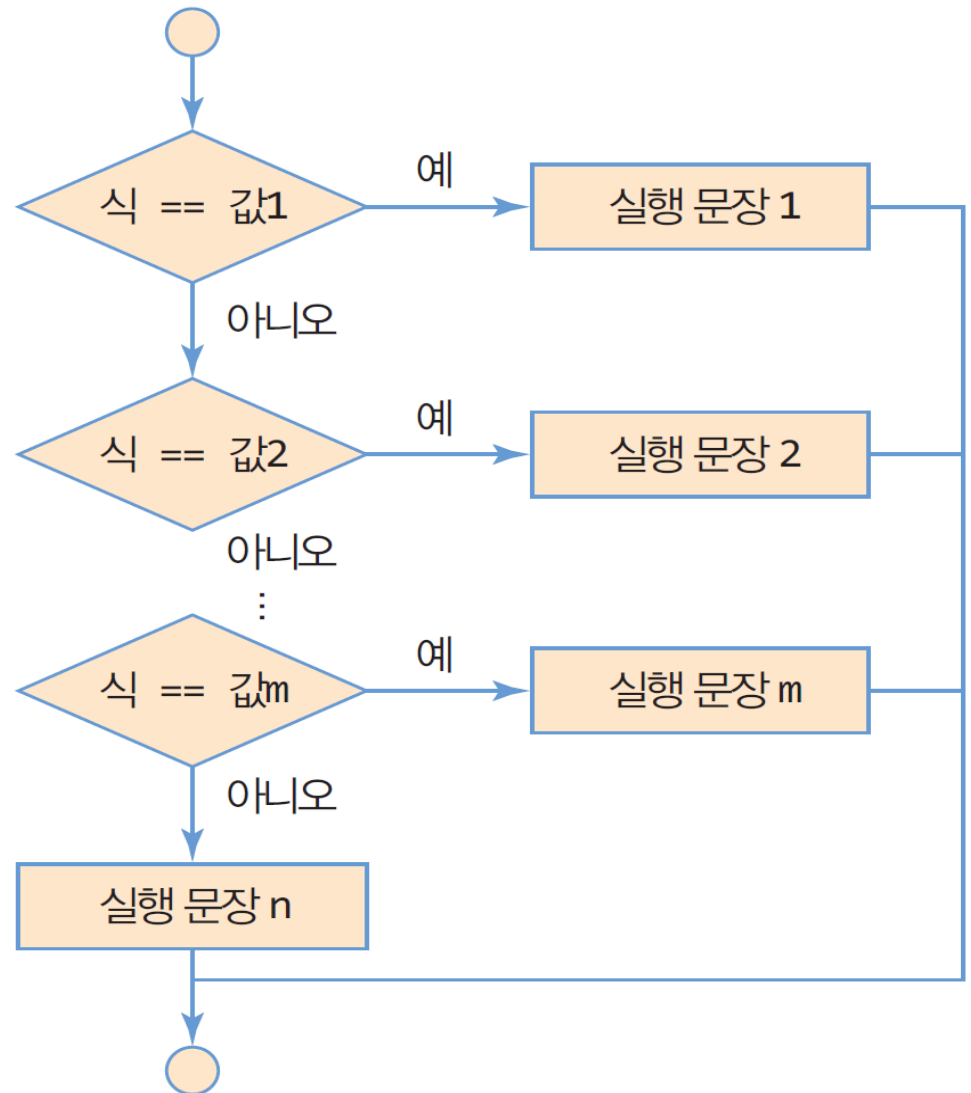 예
식 == 값1
실행 문장 1
아니오
예
식 == 값2
실행 문장 2
아니오
⋮
예
식 == 값m
실행 문장 m
아니오
실행 문장 n